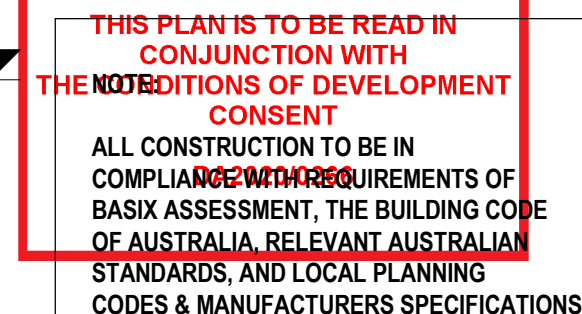 THIS PLAN IS TO BE READ IN
CONJUNCTION WITH
THE CONDITIONS OF DEVELOPMENT
CONSENT
DA2020/0266
NOTE:
ALL CONSTRUCTION TO BE IN
COMPLIANCE WITH REQUIREMENTS OF
BASIX ASSESSMENT, THE BUILDING CODE
OF AUSTRALIA, RELEVANT AUSTRALIAN
STANDARDS, AND LOCAL PLANNING
CODES & MANUFACTURERS SPECIFICATIONS